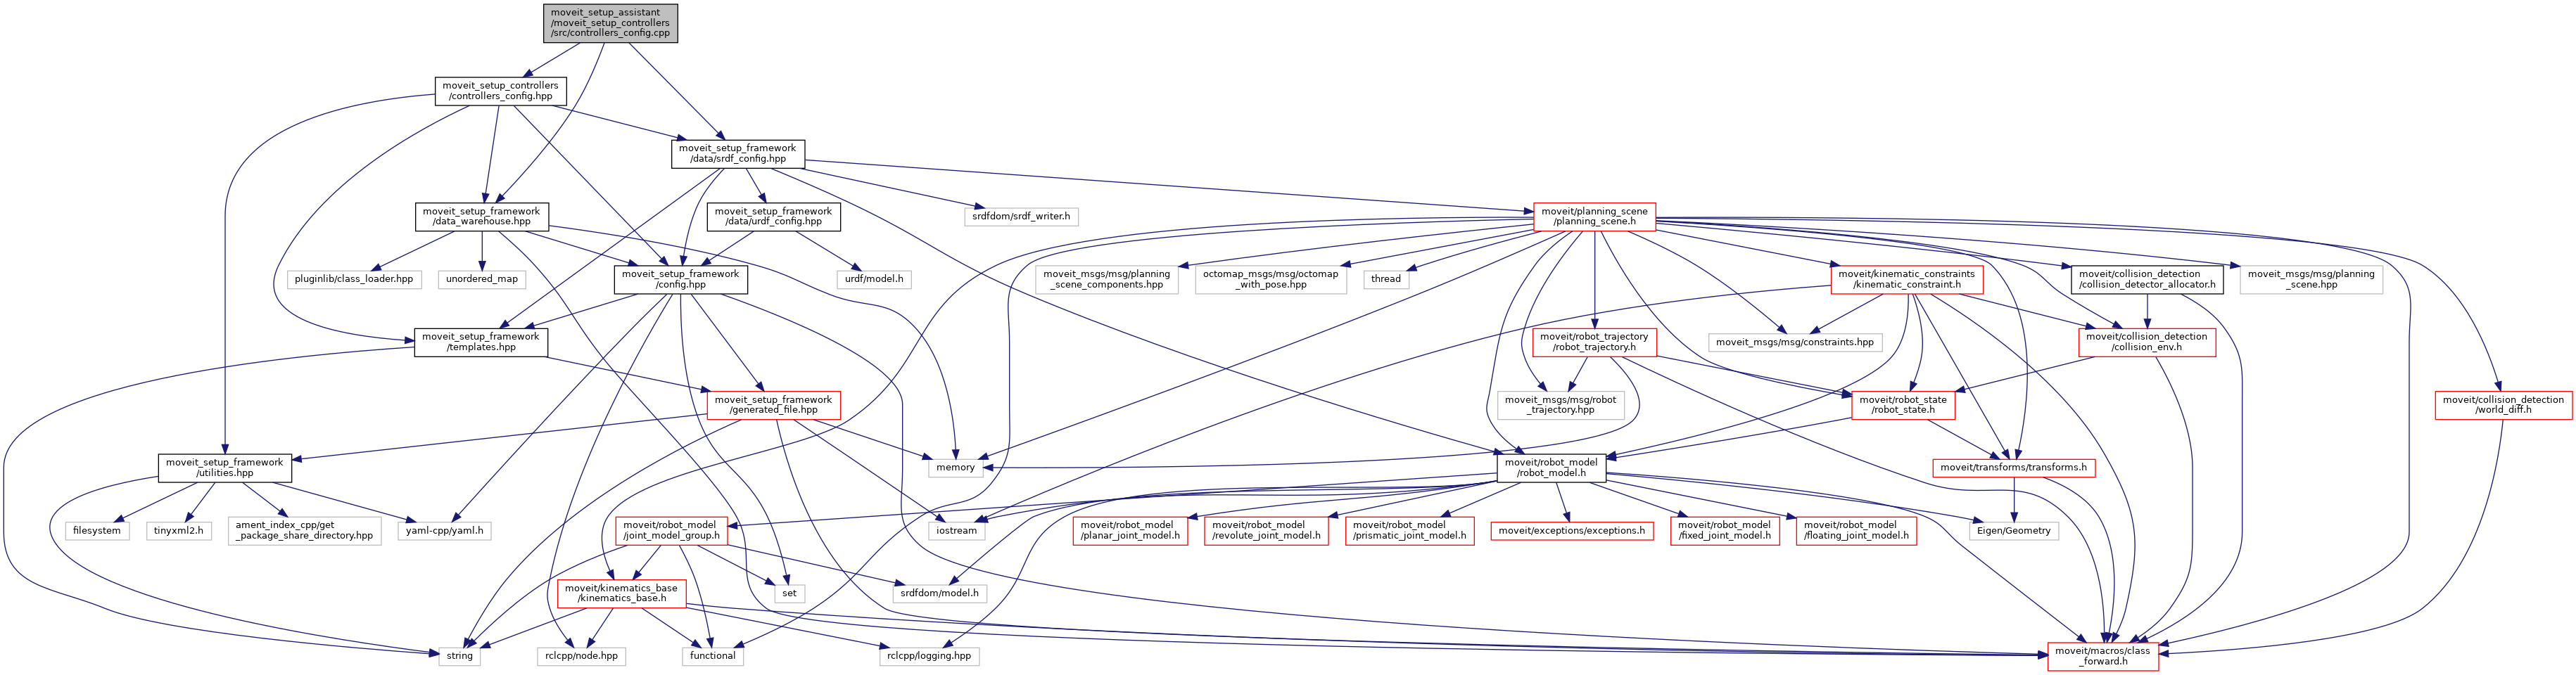 moveit_setup_assistant
/moveit_setup_controllers
/src/controllers_config.cpp
moveit_setup_controllers
/controllers_config.hpp
moveit_setup_framework
/data/srdf_config.hpp
moveit_setup_framework
/data_warehouse.hpp
moveit_setup_framework
/data/urdf_config.hpp
srdfdom/srdf_writer.h
moveit/planning_scene
/planning_scene.h
pluginlib/class_loader.hpp
unordered_map
moveit_setup_framework
/config.hpp
urdf/model.h
moveit_msgs/msg/planning
_scene_components.hpp
octomap_msgs/msg/octomap
_with_pose.hpp
thread
moveit/kinematic_constraints
/kinematic_constraint.h
moveit/collision_detection
/collision_detector_allocator.h
moveit_msgs/msg/planning
_scene.hpp
moveit_setup_framework
/templates.hpp
moveit/robot_trajectory
/robot_trajectory.h
moveit_msgs/msg/constraints.hpp
moveit/collision_detection
/collision_env.h
moveit_setup_framework
/generated_file.hpp
moveit_msgs/msg/robot
_trajectory.hpp
moveit/robot_state
/robot_state.h
moveit/collision_detection
/world_diff.h
moveit_setup_framework
/utilities.hpp
memory
moveit/robot_model
/robot_model.h
moveit/transforms/transforms.h
filesystem
tinyxml2.h
ament_index_cpp/get
_package_share_directory.hpp
yaml-cpp/yaml.h
moveit/robot_model
/joint_model_group.h
iostream
moveit/robot_model
/planar_joint_model.h
moveit/robot_model
/revolute_joint_model.h
moveit/robot_model
/prismatic_joint_model.h
moveit/exceptions/exceptions.h
moveit/robot_model
/fixed_joint_model.h
moveit/robot_model
/floating_joint_model.h
Eigen/Geometry
moveit/kinematics_base
/kinematics_base.h
set
srdfdom/model.h
string
rclcpp/node.hpp
functional
rclcpp/logging.hpp
moveit/macros/class
_forward.h